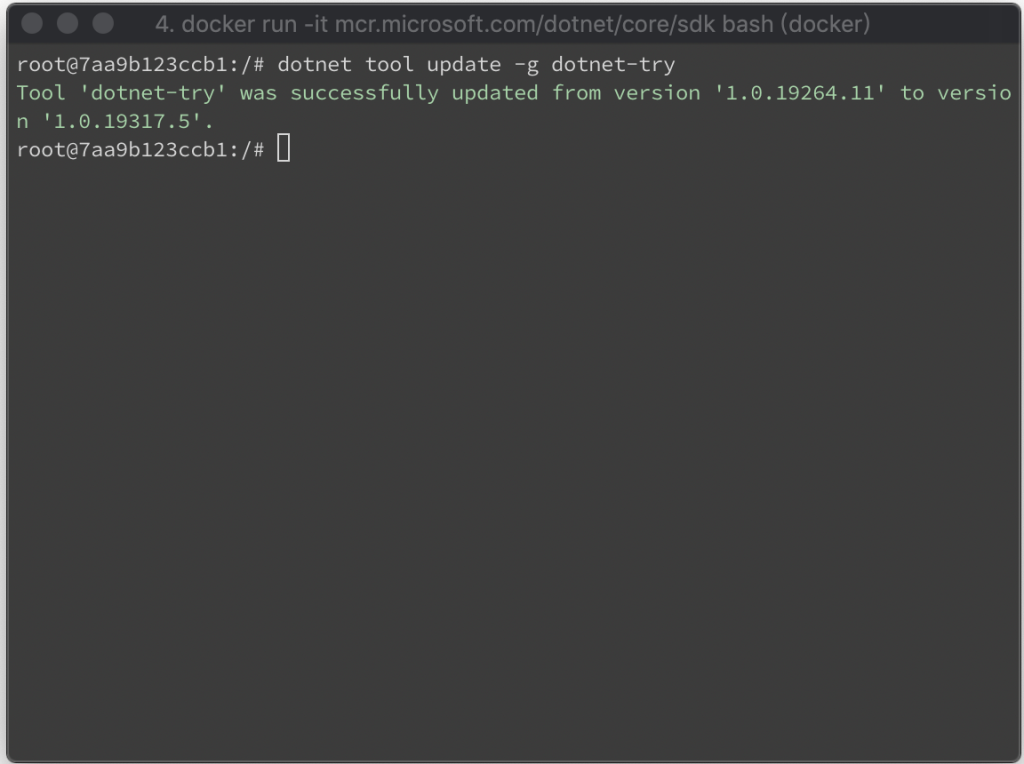 4. docker run -it mcr.microsoft.com/dotnet/core/sdk bash (docker)
root@7aa9b123ccb1:/# dotnet tool update -g dotnet-try
Tool 'dotnet-try' was successfully updated from version '1.0.19264.11' to versio
n '1.0.19317.5'.
root@7aa9b123ccb1:/#